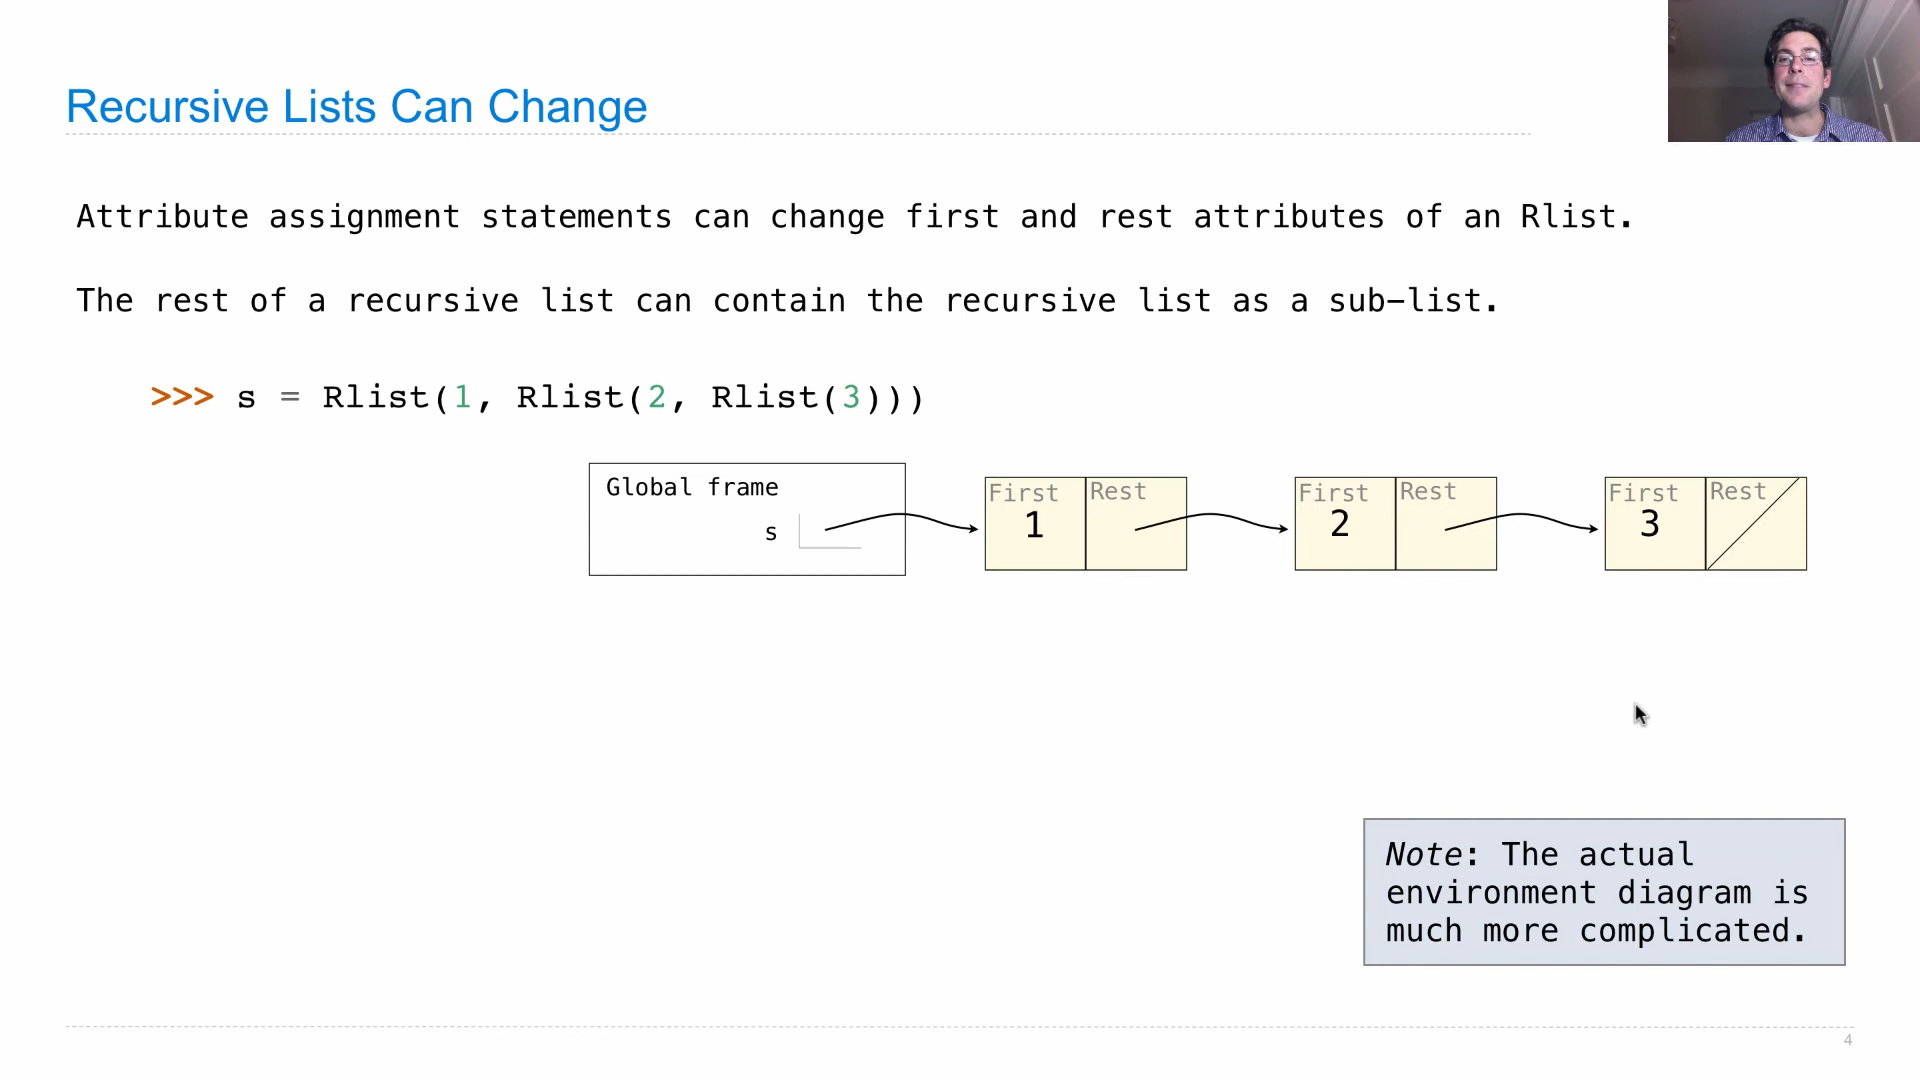 Recursive Lists Can Change
Attribute assignment statements can change first and rest attributes of an Rlist.
The rest of a recursive list can contain the recursive list as a sub-list.
>>> s = Rlist(1, Rlist(2, Rlist(3)))
Global frame
s
First Rest
1
First Rest
2
First Rest
3
Note: The actual
environment diagram is
much more complicated.
4